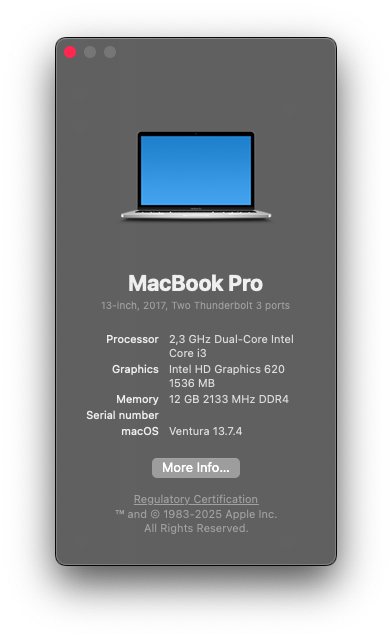 MacBook Pro
13-inch, 2017, Two Thunderbolt 3 ports
Processor 2,3 GHz Dual-Core Intel
Core i3
Graphics Intel HD Graphics 620
1536 MB
Memory 12 GB 2133 MHz DDR4
Serial number
macOS Ventura 13.7.4
More Info...
Regulatory Certification
™ and © 1983-2025 Apple Inc.
All Rights Reserved.